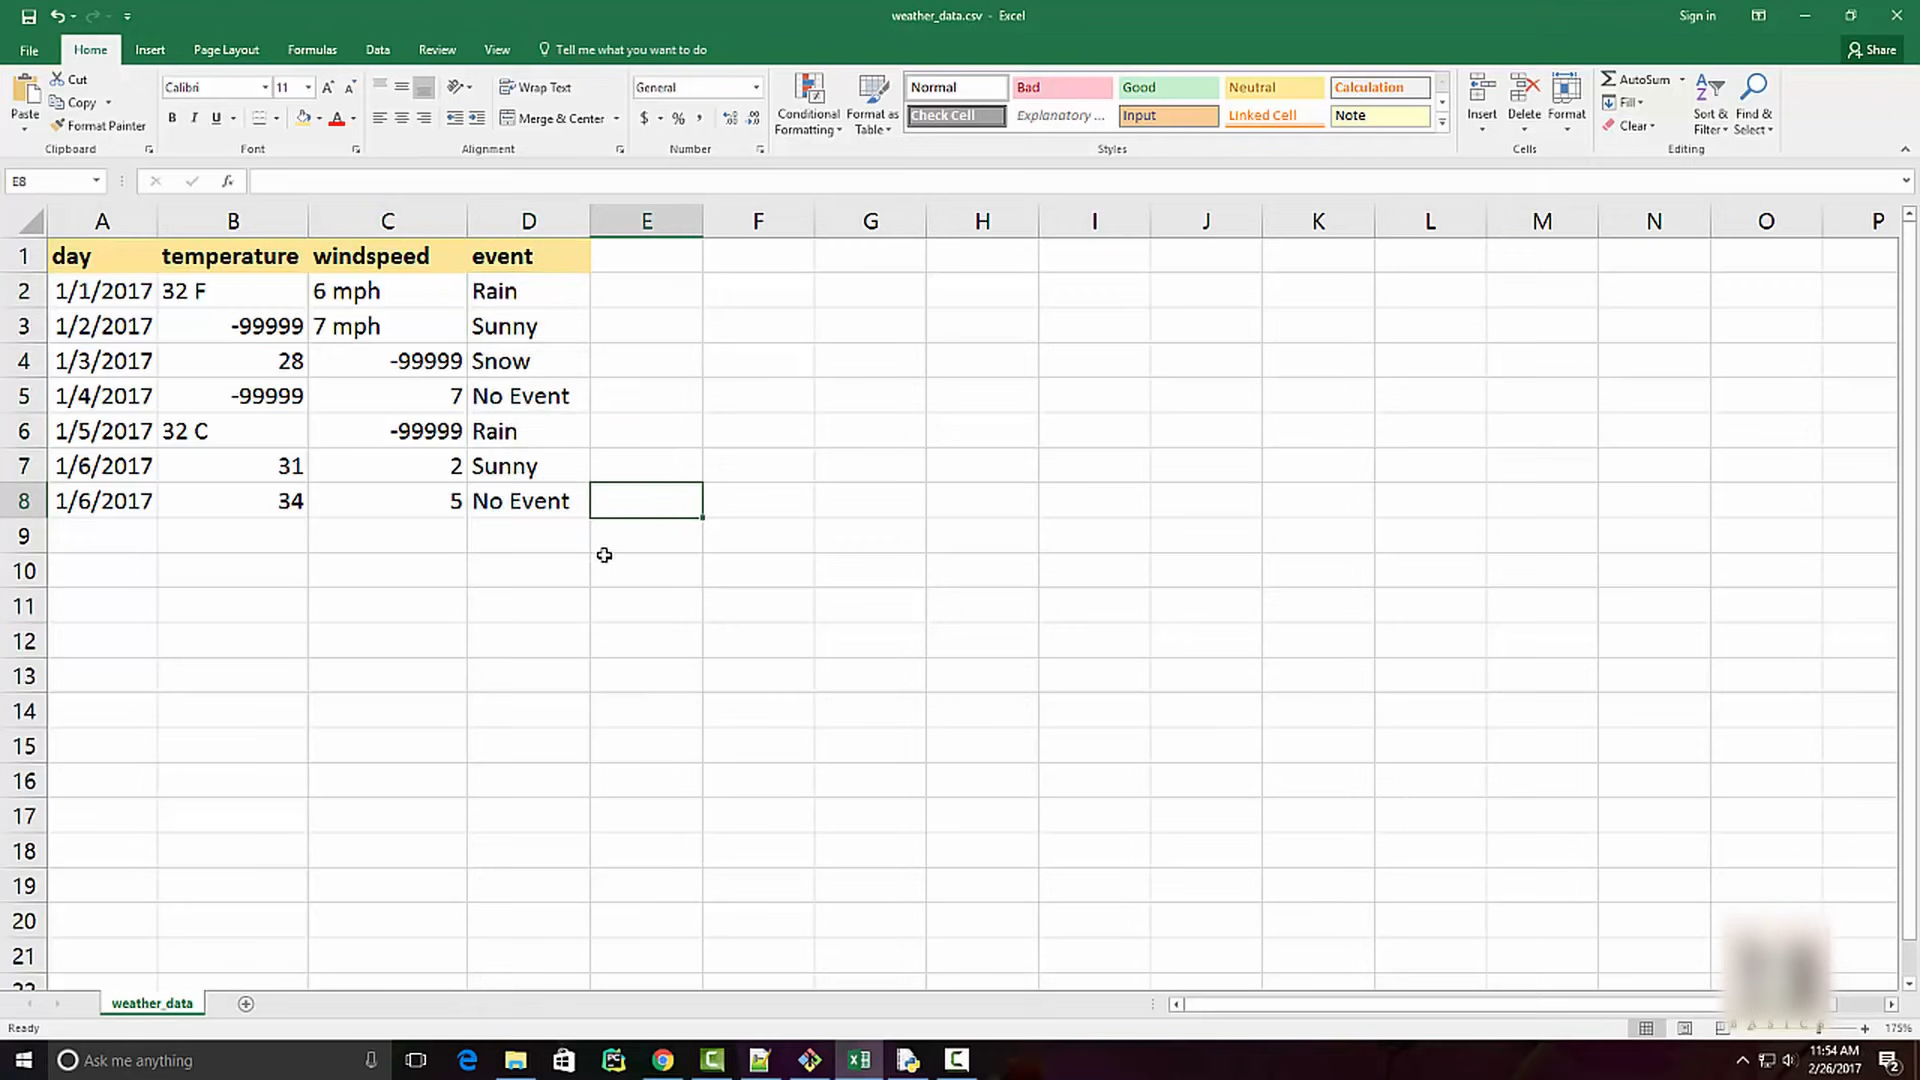 weather_data.csv - Excel
Sign in
File Home Insert Page Layout Formulas Data Review View Tell me what you want to do
Share
Paste
Cut
Copy
Format Painter
Clipboard
Calibri 11
B I U
Font
Wrap Text
Merge & Center
Alignment
General
$ % ,
Number
Conditional Formatting
Format as Table
Normal Bad Good Neutral Calculation
Check Cell Explanatory ... Input Linked Cell Note
Styles
Insert Delete Format
Cells
AutoSum
Fill
Clear
Sort & Filter
Find & Select
Editing
E8
fx
A B C D E F G H I J K L M N O P
1 day temperature windspeed event
2 1/1/2017 32 F 6 mph Rain
3 1/2/2017 -99999 7 mph Sunny
4 1/3/2017 28 -99999 Snow
5 1/4/2017 -99999 7 No Event
6 1/5/2017 32 C -99999 Rain
7 1/6/2017 31 2 Sunny
8 1/6/2017 34 5 No Event
9
10
11
12
13
14
15
16
17
18
19
20
21
22
weather_data
Ready
175%
Ask me anything
11:54 AM
2/26/2017